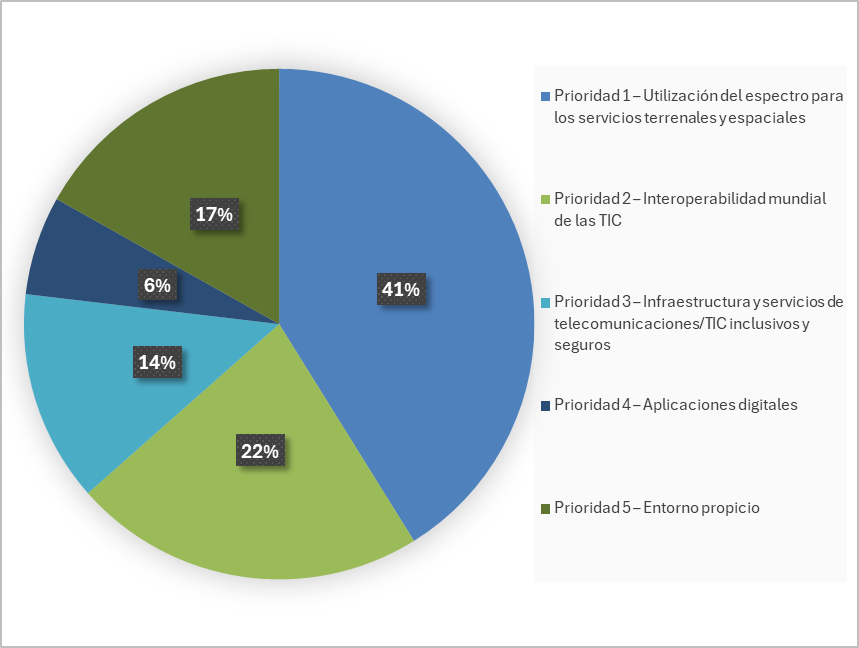 41%
22%
14%
6%
17%
Prioridad 1 – Utilización del espectro para
los servicios terrenales y espaciales
Prioridad 2 – Interoperabilidad mundial
de las TIC
Prioridad 3 – Infraestructura y servicios de
telecomunicaciones/TIC inclusivos y
seguros
Prioridad 4 – Aplicaciones digitales
Prioridad 5 – Entorno propicio